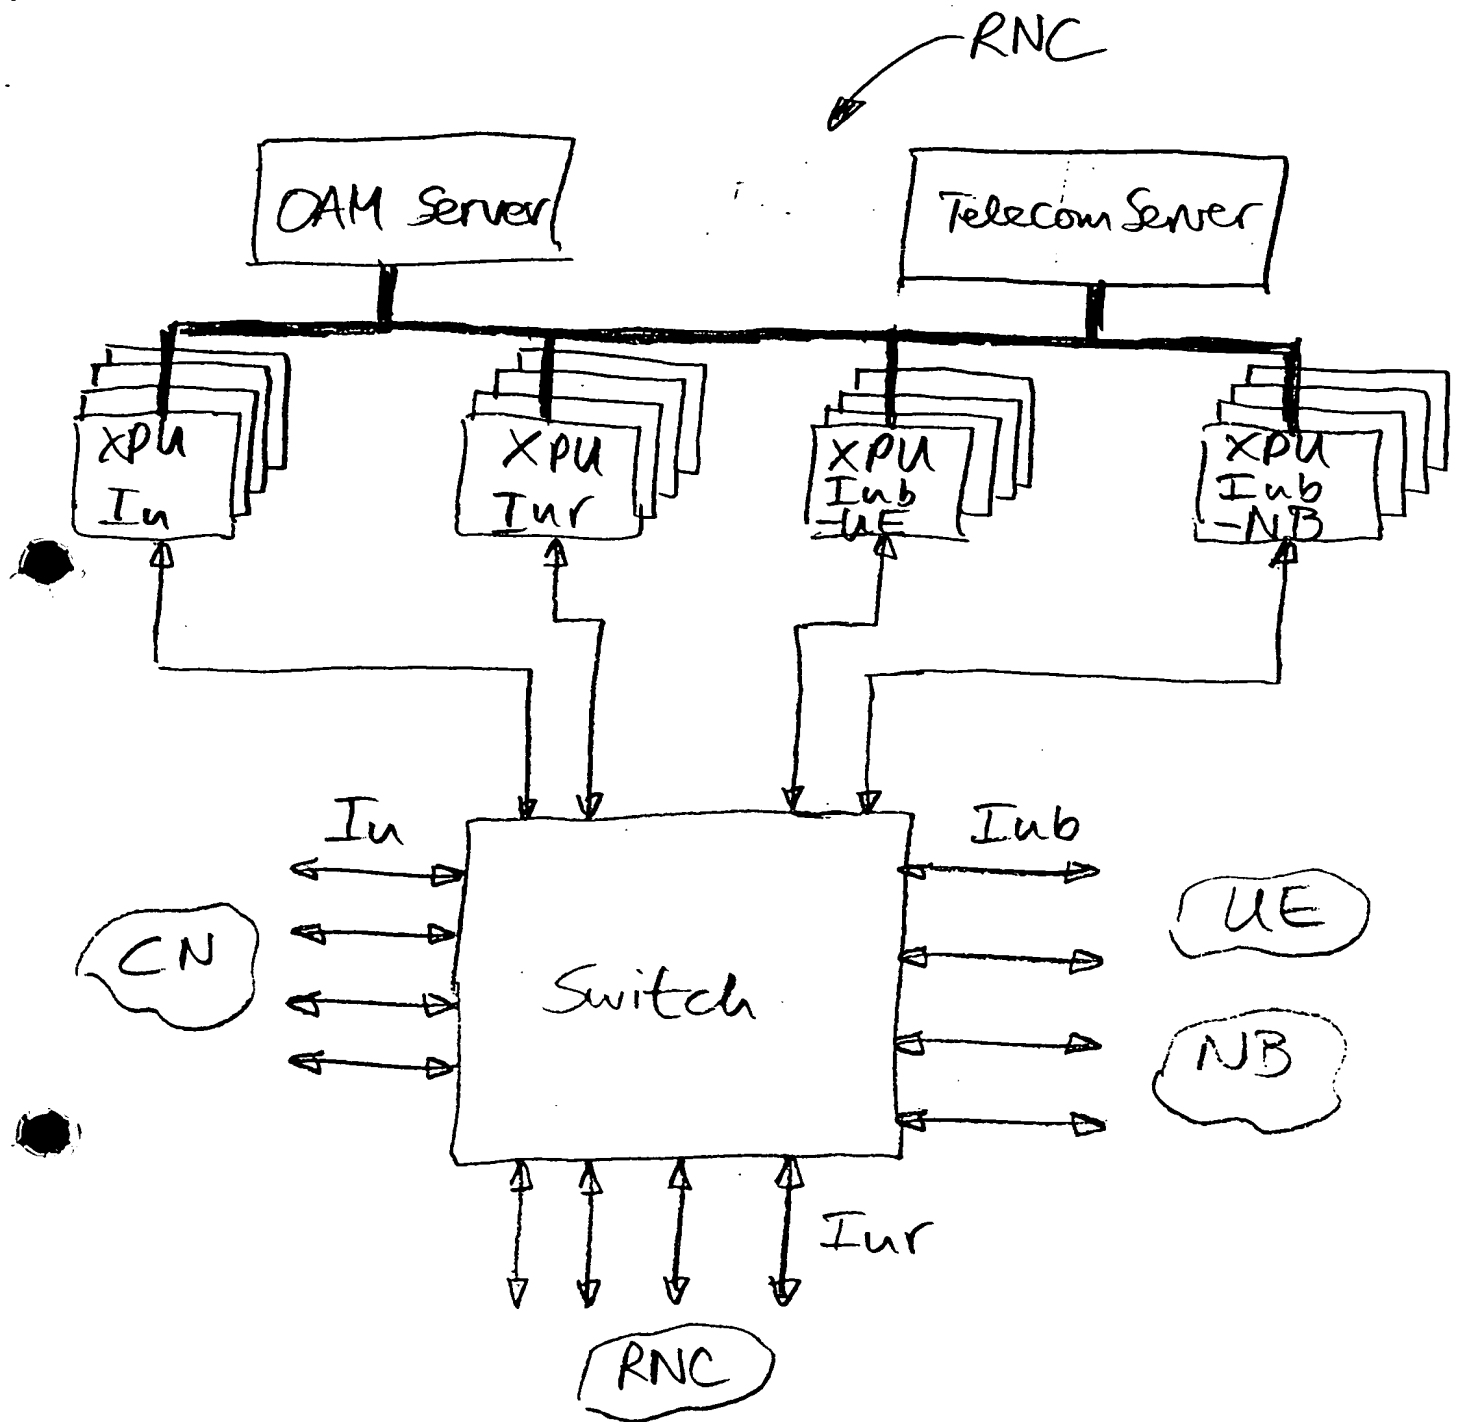 RNC
OAM Server
Telecom Server
XPU
Iu
XPU
Iur
XPU
Iub
-UE
XPU
Iub
-NB
Iu
Iub
CN
UE
Switch
NB
Iur
RNC